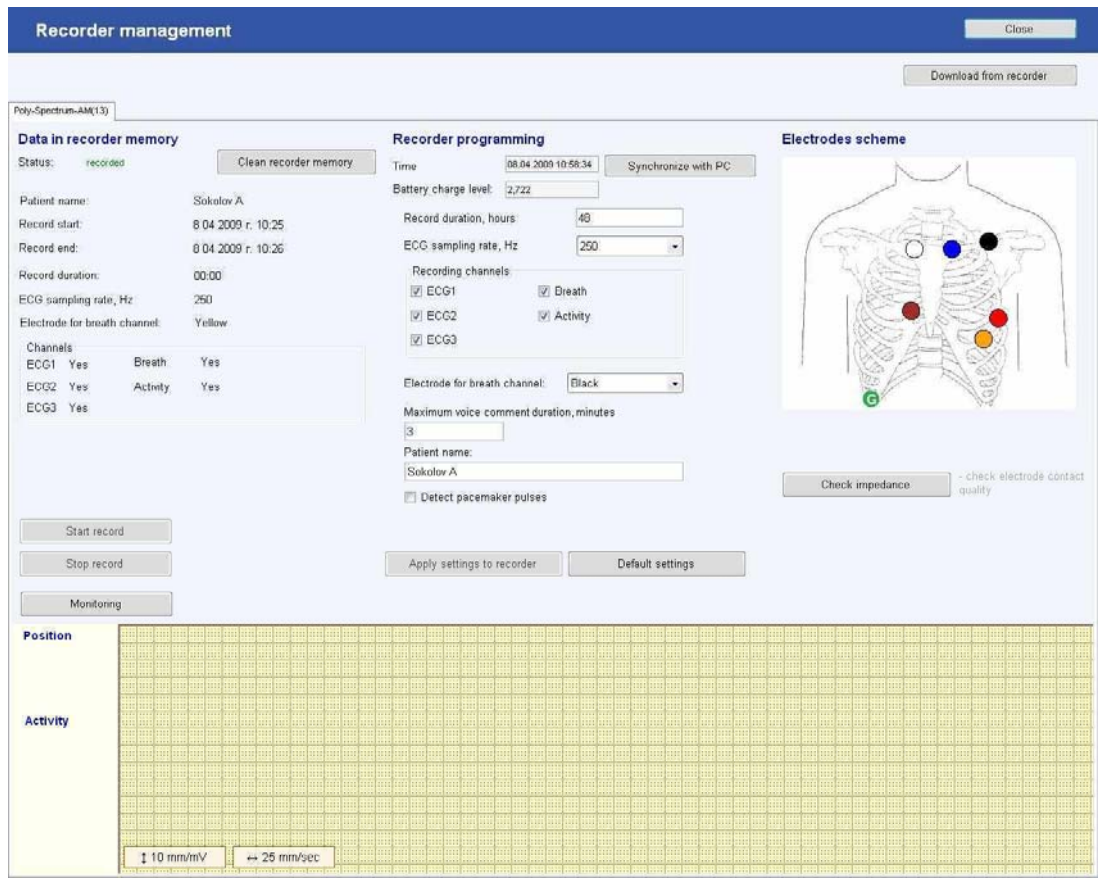 Recorder management
Close
Download from recorder
Poly-Spectrum-AM(13)
Data in recorder memory
Status: recorded
Clean recorder memory
Patient name: Sokolov A
Record start: 8 04 2009 г. 10:25
Record end: 8 04 2009 г. 10:26
Record duration: 00:00
ECG sampling rate, Hz 250
Electrode for breath channel: Yellow
Channels
ECG1 Yes Breath Yes
ECG2 Yes Activity Yes
ECG3 Yes
Start record
Stop record
Monitoring
Recorder programming
Time 08.04.2009 10:58:34 Synchronize with PC
Battery charge level: 2,722
Record duration, hours 48
ECG sampling rate, Hz 250
Recording channels
ECG1 Breath
ECG2 Activity
ECG3
Electrode for breath channel: Black
Maximum voice comment duration, minutes
3
Patient name:
Sokolov A
Detect pacemaker pulses
Apply settings to recorder Default settings
Electrodes scheme
G
Check impedance
- check electrode contact
quality
Position
Activity
↕ 10 mm/mV ↔ 25 mm/sec